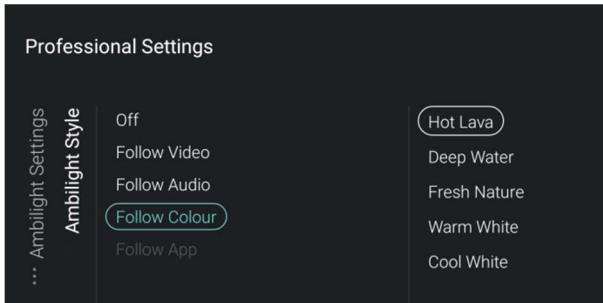 Professional Settings
... Ambilight Settings
Ambilight Style
Off
Follow Video
Follow Audio
Follow Colour
Follow App
Hot Lava
Deep Water
Fresh Nature
Warm White
Cool White